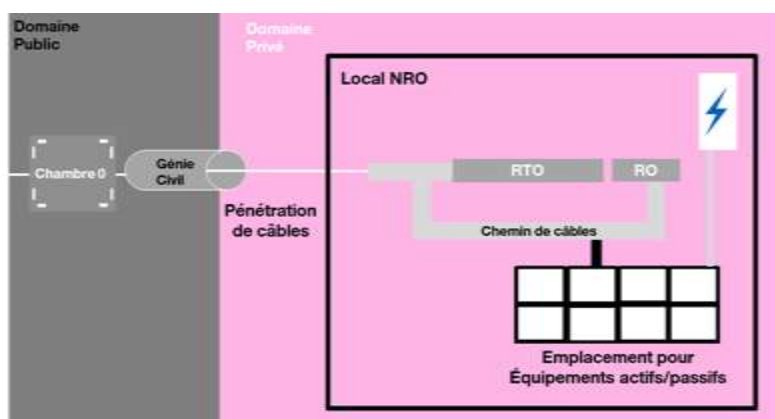 Domaine
Public
Domaine
Privé
Local NRO
Chambre 0
Génie
Civil
RTO
RO
Pénétration
de câbles
Chemin de câbles
Emplacement pour
Équipements actifs/passifs